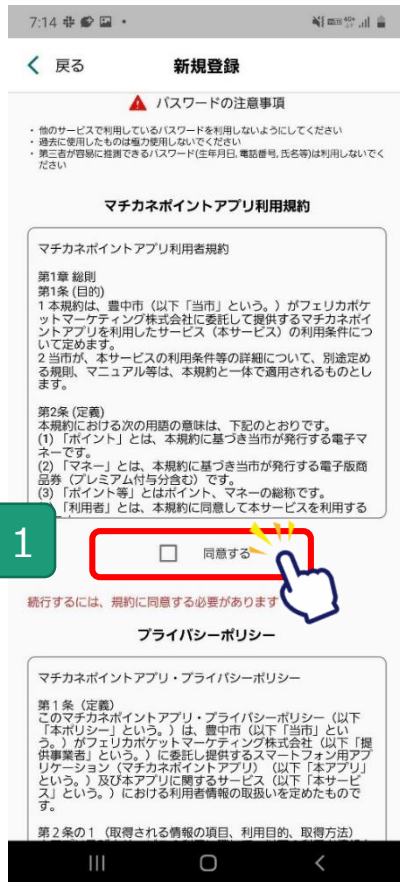 7:14
戻る
新規登録
パスワードの注意事項
・ 他のサービスで利用しているパスワードを利用しないようにしてください
・ 過去に使用したものは極力使用しないでください
・ 第三者が容易に推測できるパスワード(生年月日, 電話番号, 氏名等)は利用しないでく
ださい
マチカネポイントアプリ利用規約
マチカネポイントアプリ利用者規約
第1章 総則
第1条 (目的)
1 本規約は、豊中市（以下「当市」という。）がフェリカポケ
ットマーケティング株式会社に委託して提供するマチカネポイ
ントアプリを利用したサービス（本サービス）の利用条件につ
いて定めます。
2 当市が、本サービスの利用条件等の詳細について、別途定め
る規則、マニュアル等は、本規約と一体で適用されるものとし
ます。
第2条 (定義)
本規約における次の用語の意味は、下記のとおりです。
(1) 「ポイント」とは、本規約に基づき当市が発行する電子マ
ネーです。
(2) 「マネー」とは、本規約に基づき当市が発行する電子版商
品券（プレミアム付与分含む）です。
(3) 「ポイント等」とはポイント、マネーの総称です。
「利用者」とは、本規約に同意して本サービスを利用する
1
同意する
続行するには、規約に同意する必要があります
プライバシーポリシー
マチカネポイントアプリ・プライバシーポリシー
第1条（定義）
このマチカネポイントアプリ・プライバシーポリシー（以下
「本ポリシー」という。）は、豊中市（以下「当市」とい
う。）がフェリカポケットマーケティング株式会社（以下「提
供事業者」という。）に委託し提供するスマートフォン用アプ
リケーション（マチカネポイントアプリ）（以下「本アプリ」
という。）及び本アプリに関するサービス（以下「本サービ
ス」という。）における利用者情報の取扱いを定めたもので
す。
第2条の1（取得される情報の項目、利用目的、取得方法）